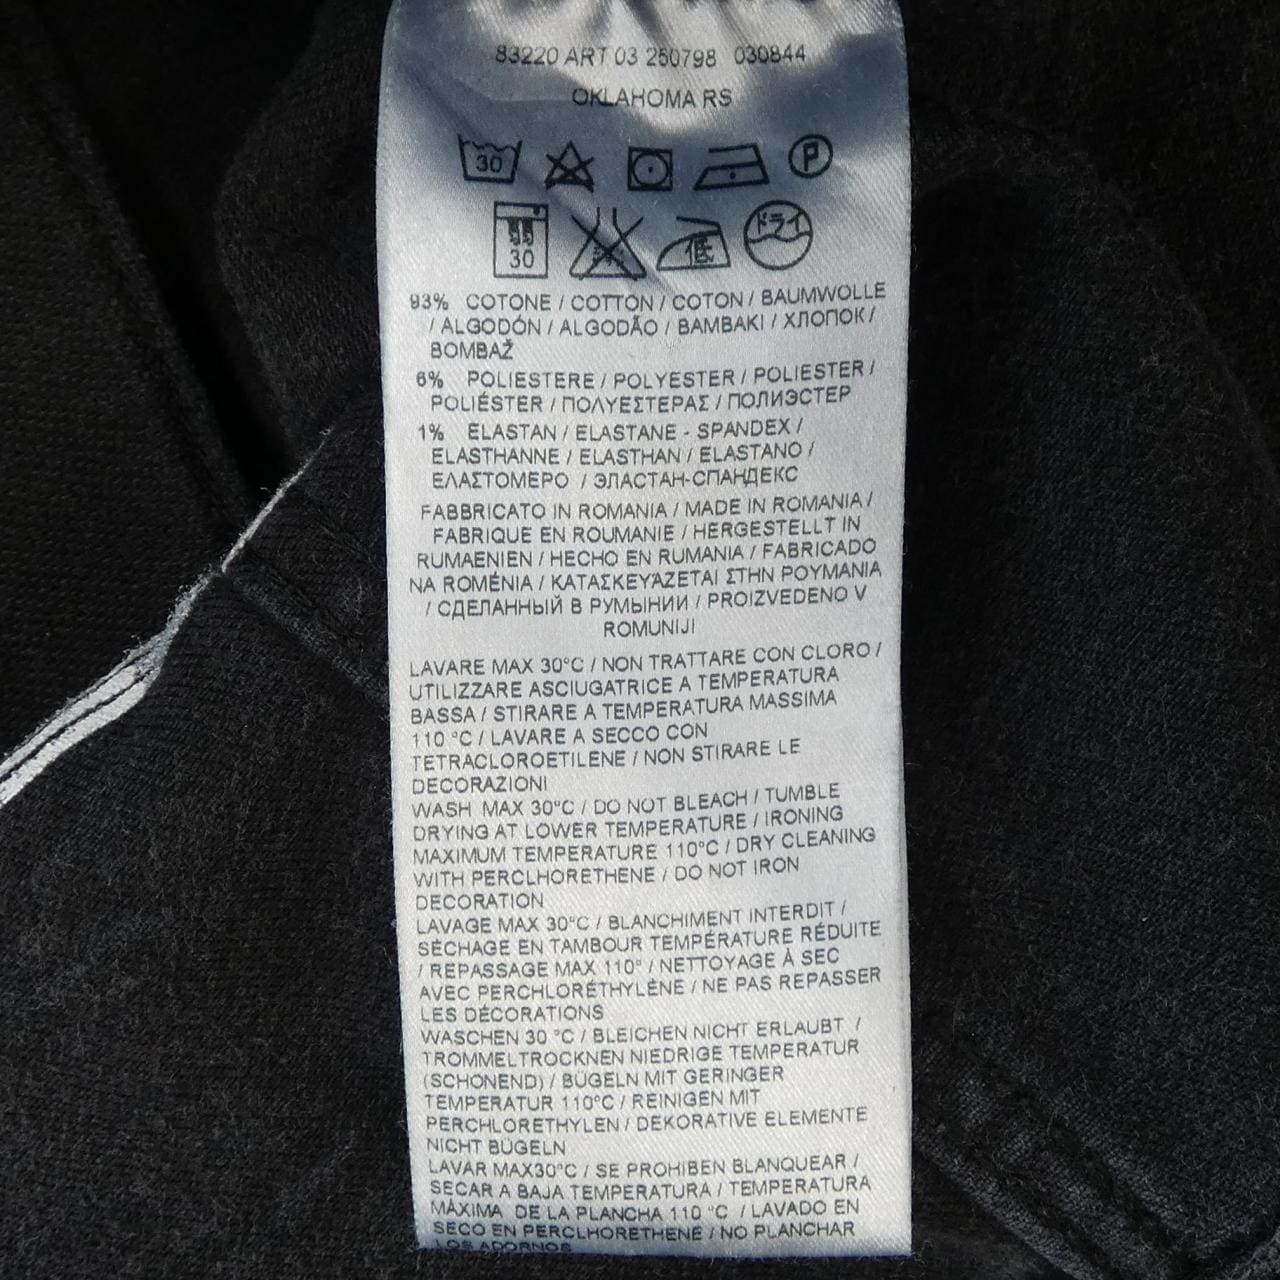 83220 ART 03 250798 030844
OKLAHOMA RS
30 P
30 低 ドライ
93% COTONE / COTTON / COTON / BAUMWOLLE
/ ALGODÓN / ALGODÃO / BAMBAKI / ХЛОПОК /
BOMBAŽ
6% POLIESTERE / POLYESTER / POLIESTER /
POLIÉSTER / ΠΟΛΥΕΣΤΕΡΑΣ / ПОЛИЭСТЕР
1% ELASTAN / ELASTANE - SPANDEX /
ELASTHANNE / ELASTHAN / ELASTANO /
ΕΛΑΣΤΟΜΕΡΟ / ЭЛАСТАН-СПАНДЕКС
FABBRICATO IN ROMANIA / MADE IN ROMANIA /
FABRIQUE EN ROUMANIE / HERGESTELLT IN
RUMAENIEN / HECHO EN RUMANIA / FABRICADO
NA ROMÉNIA / ΚΑΤΑΣΚΕΥΆΖΕΤΑΙ ΣΤΗΝ ΡΟΥΜΑΝΙΑ
/ СДЕЛАННЫЙ В РУМЫНИИ / PROIZVEDENO V
ROMUNIJI
LAVARE MAX 30°C / NON TRATTARE CON CLORO /
UTILIZZARE ASCIUGATRICE A TEMPERATURA
BASSA / STIRARE A TEMPERATURA MASSIMA
110 °C / LAVARE A SECCO CON
TETRACLOROETILENE / NON STIRARE LE
DECORAZIONI
WASH MAX 30°C / DO NOT BLEACH / TUMBLE
DRYING AT LOWER TEMPERATURE / IRONING
MAXIMUM TEMPERATURE 110°C / DRY CLEANING
WITH PERCLHORETHENE / DO NOT IRON
DECORATION
LAVAGE MAX 30°C / BLANCHIMENT INTERDIT /
SÉCHAGE EN TAMBOUR TEMPÉRATURE RÉDUITE
/ REPASSAGE MAX 110° / NETTOYAGE À SEC
AVEC PERCHLORÉTHYLÈNE / NE PAS REPASSER
LES DÉCORATIONS
WASCHEN 30 °C / BLEICHEN NICHT ERLAUBT /
TROMMELTROCKNEN NIEDRIGE TEMPERATUR
(SCHONEND) / BÜGELN MIT GERINGER
TEMPERATUR 110°C / REINIGEN MIT
PERCHLORETHYLEN / DEKORATIVE ELEMENTE
NICHT BÜGELN
LAVAR MAX30°C / SE PROHIBEN BLANQUEAR /
SECAR A BAJA TEMPERATURA / TEMPERATURA
MÁXIMA DE LA PLANCHA 110 °C / LAVADO EN
SECO EN PERCLHORETHENE / NO PLANCHAR
LOS ADORNOS